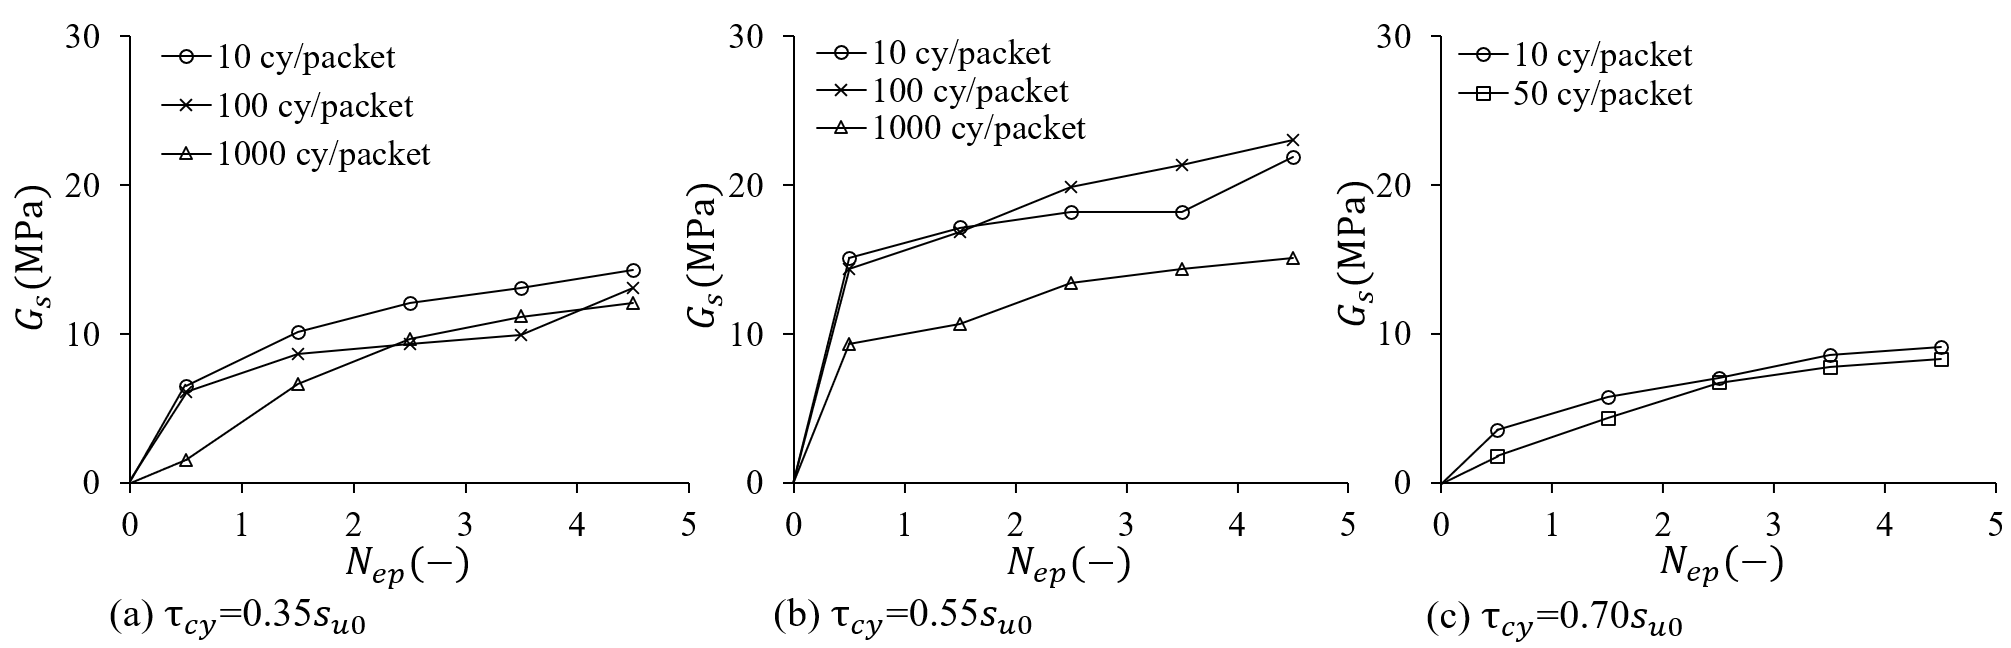 30
20
10
0
0 1 2 3 4 5
G_s(MPa)
N_ep(−)
10 cy/packet
100 cy/packet
1000 cy/packet
(a) τ_cy=0.35s_u0
30
20
10
0
0 1 2 3 4 5
G_s(MPa)
N_ep(−)
10 cy/packet
100 cy/packet
1000 cy/packet
(b) τ_cy=0.55s_u0
30
20
10
0
0 1 2 3 4 5
G_s(MPa)
N_ep(−)
10 cy/packet
50 cy/packet
(c) τ_cy=0.70s_u0